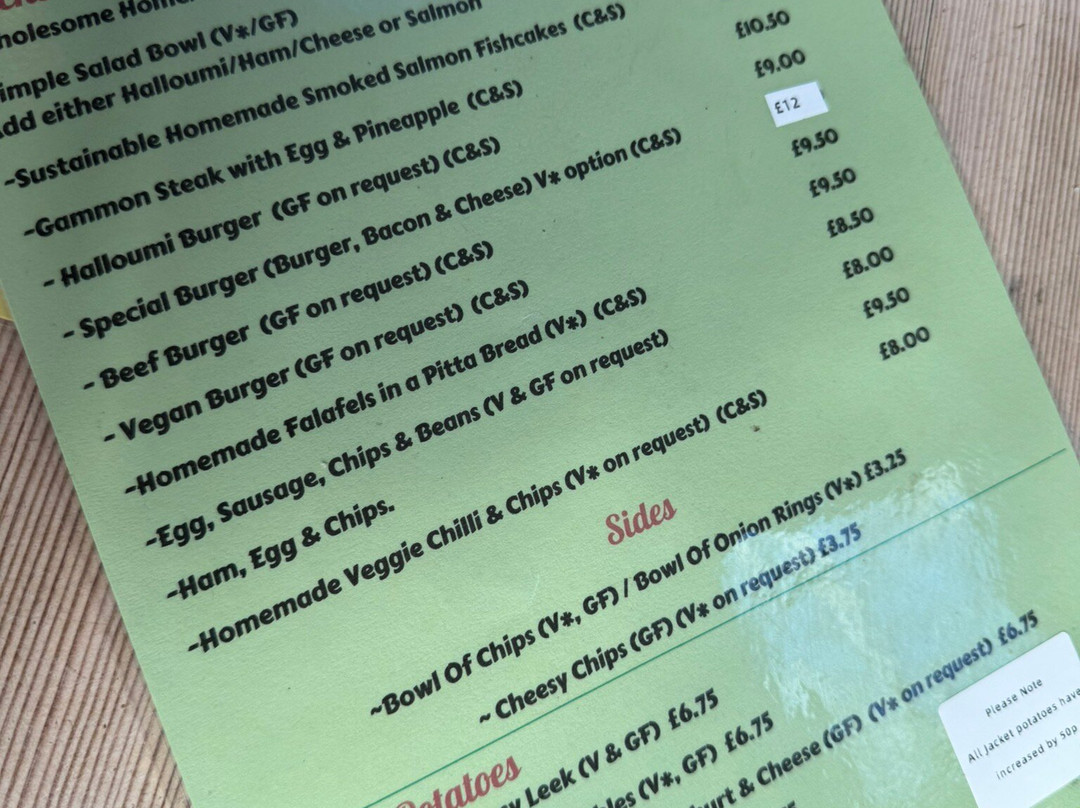 Salad Bowl (V*/GF)
either Halloumi/Ham/Cheese or Salmon
-Sustainable Homemade Smoked Salmon Fishcakes (C&S)
-Gammon Steak with Egg & Pineapple (C&S) £10.50
- Halloumi Burger (GF on request) (C&S) £9.00
- Special Burger (Burger, Bacon & Cheese) V* option (C&S) £12
- Beef Burger (GF on request) (C&S) £9.50
- Vegan Burger (GF on request) (C&S) £9.50
-Homemade Falafels in a Pitta Bread (V*) (C&S) £8.50
-Egg, Sausage, Chips & Beans (V & GF on request) £8.00
-Ham, Egg & Chips. £9.50
-Homemade Veggie Chilli & Chips (V* on request) (C&S) £8.00
Sides
~Bowl Of Chips (V*, GF) / Bowl Of Onion Rings (V*) £3.25
~ Cheesy Chips (GF) (V* on request) £3.75
Potatoes
Leek (V & GF) £6.75
(V*, GF) £6.75
& Cheese (GF) (V* on request) £6.75
Please Note
All jacket potatoes have
increased by 50p